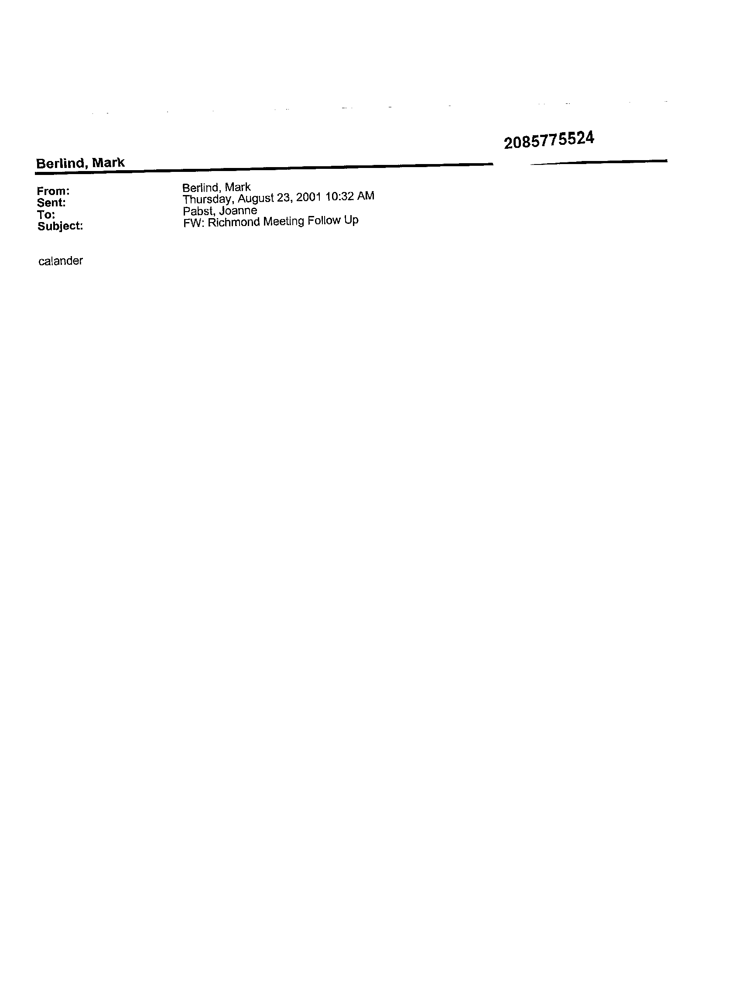 2085775524
Berlind, Mark
From: Berlind, Mark
Sent: Thursday, August 23, 2001 10:32 AM
To: Pabst, Joanne
Subject: FW: Richmond Meeting Follow Up
calander